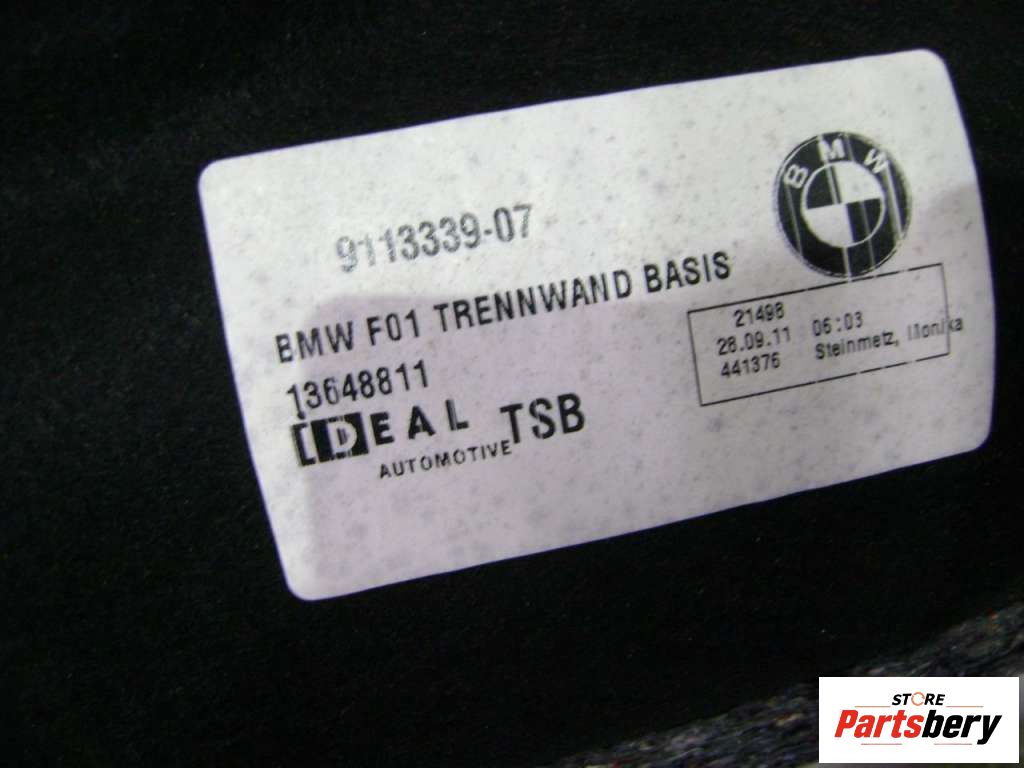 BMW
9113339-07
BMW F01 TRENNWAND BASIS
13648811
IDEAL TSB
AUTOMOTIVE
21498
28.09.11 06:03
441376 Steinmetz, Monika
STORE
Partsbery